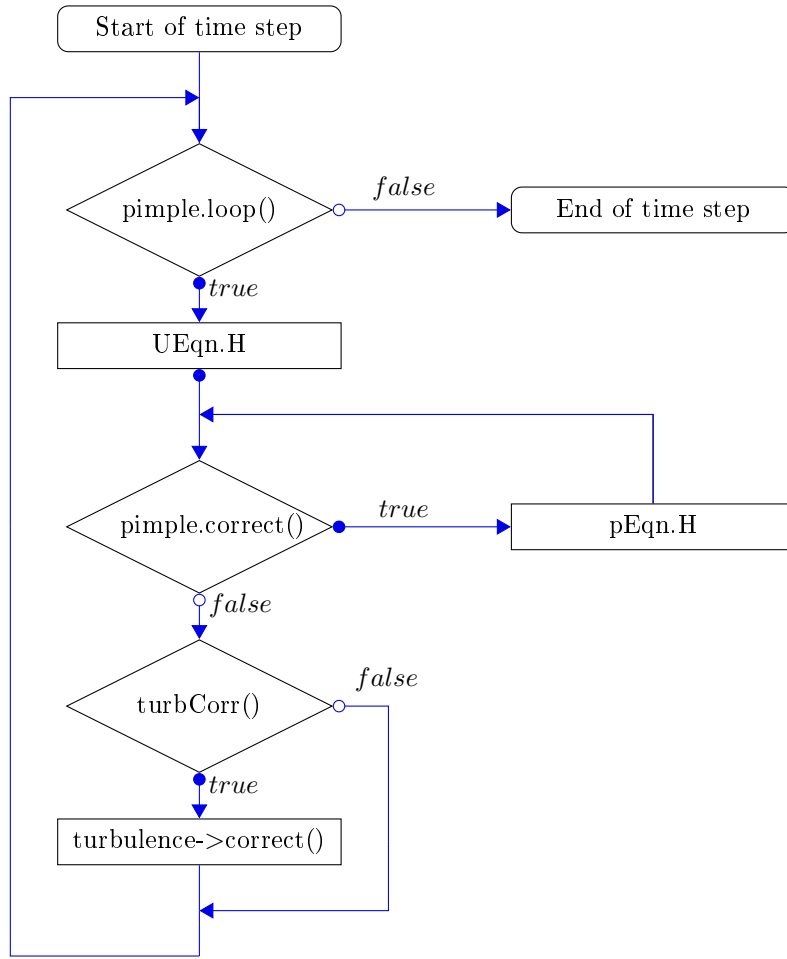 Start of time step
pimple.loop()
false
End of time step
true
UEqn.H
pimple.correct()
true
pEqn.H
false
turbCorr()
false
true
turbulence->correct()